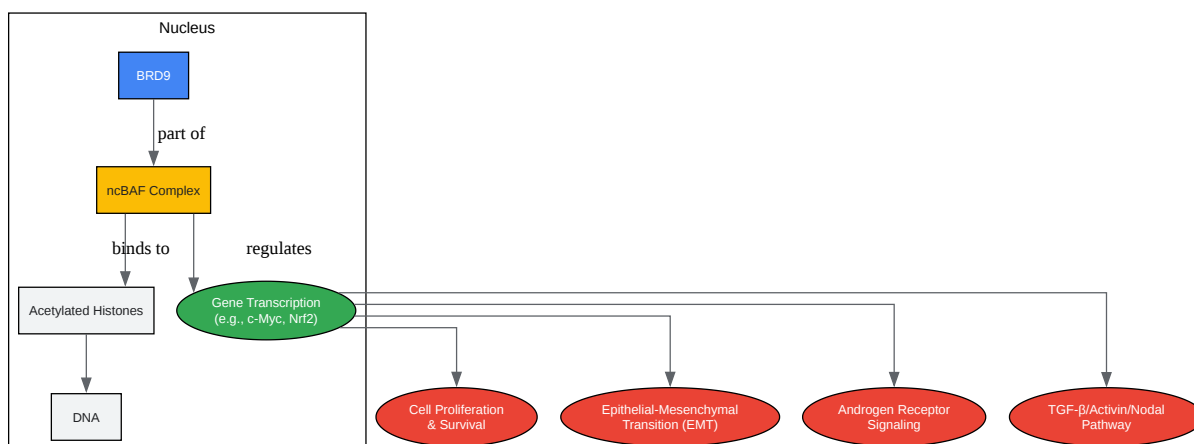 Nucleus
BRD9
part of
ncBAF Complex
binds to
regulates
Acetylated Histones
Gene Transcription
(e.g., c-Myc, Nrf2)
DNA
Cell Proliferation
& Survival
Epithelial-Mesenchymal
Transition (EMT)
Androgen Receptor
Signaling
TGF-β/Activin/Nodal
Pathway